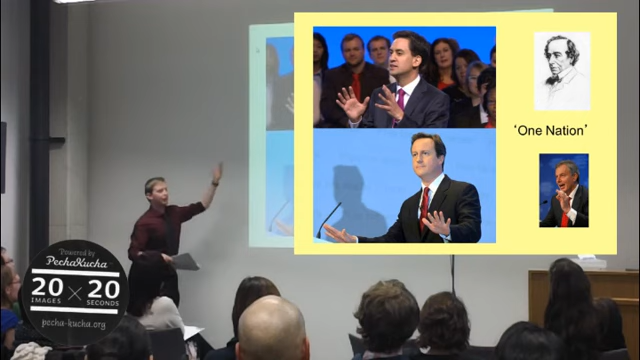 'One Nation'
Powered by
PechaKucha
20 × 20
IMAGES SECONDS
pecha-kucha.org